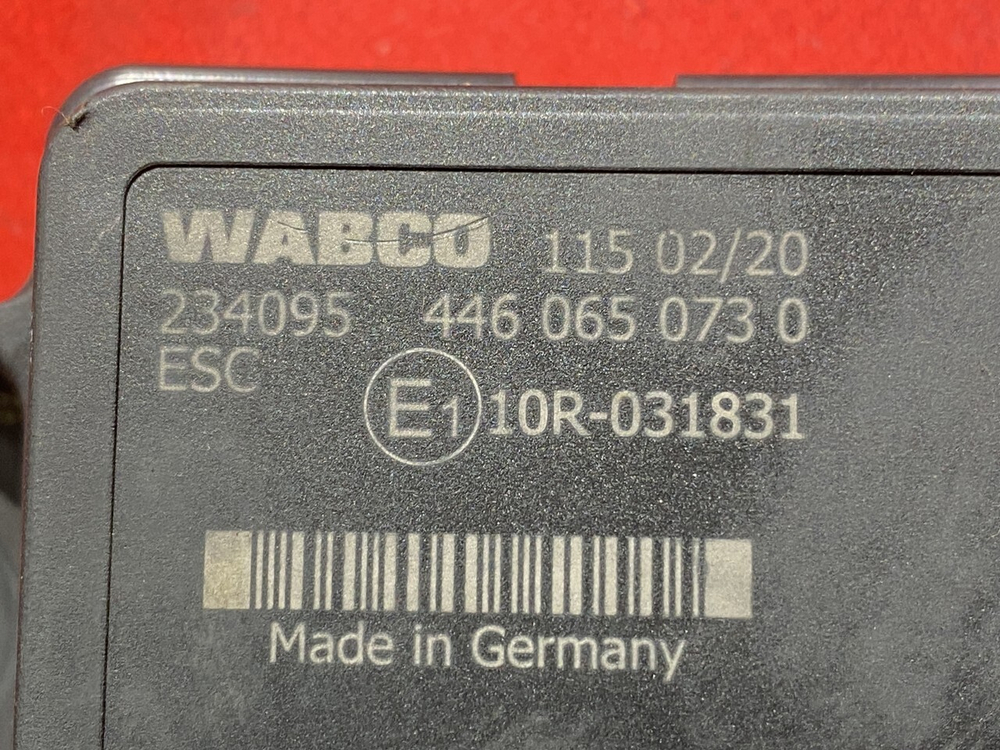 WABCO 115 02/20
234095 446 065 073 0
ESC
E1 10R-031831
Made in Germany